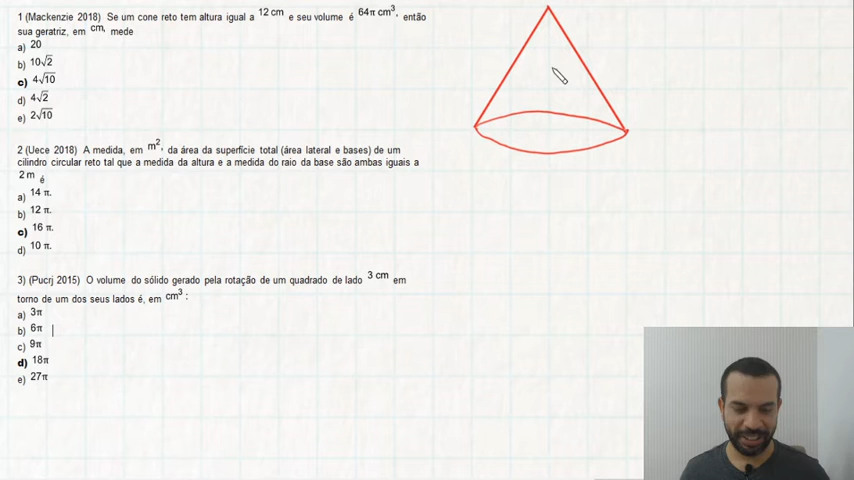 1 (Mackenzie 2018) Se um cone reto tem altura igual a 12 cm e seu volume é 64π cm³, então
sua geratriz, em cm, mede
a) 20
b) 10√2
c) 4√10
d) 4√2
e) 2√10
2 (Uece 2018) A medida, em m², da área da superfície total (área lateral e bases) de um
cilindro circular reto tal que a medida da altura e a medida do raio da base são ambas iguais a
2 m é
a) 14 π.
b) 12 π.
c) 16 π.
d) 10 π.
3) (Pucrj 2015) O volume do sólido gerado pela rotação de um quadrado de lado 3 cm em
torno de um dos seus lados é, em cm³ :
a) 3π
b) 6π
c) 9π
d) 18π
e) 27π